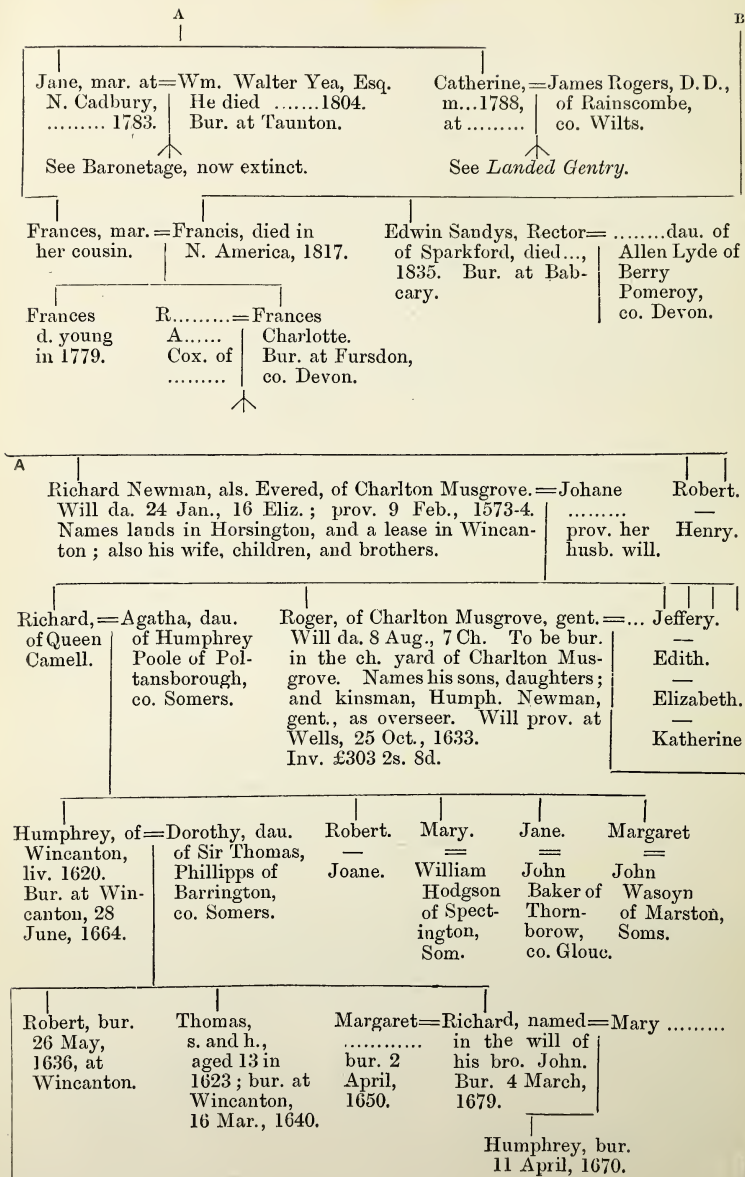 A
B
Jane, mar. at=Wm. Walter Yea, Esq.
N. Cadbury,
......... 1783.
He died .......1804.
Bur. at Taunton.
See Baronetage, now extinct.
Catherine,=James Rogers, D.D.,
m...1788,
at .........
of Rainscombe,
co. Wilts.
See Landed Gentry.
Frances, mar.=Francis, died in
her cousin.
N. America, 1817.
Edwin Sandys, Rector= ........dau. of
of Sparkford, died...,
1835. Bur. at Bab-
cary.
Allen Lyde of
Berry
Pomeroy,
co. Devon.
Frances
d. young
in 1779.
R.........=Frances
A......
Cox. of
.........
Charlotte.
Bur. at Fursdon,
co. Devon.
A
Richard Newman, als. Evered, of Charlton Musgrove.=Johane
Will da. 24 Jan., 16 Eliz.; prov. 9 Feb., 1573-4.
Names lands in Horsington, and a lease in Wincan-
ton; also his wife, children, and brothers.
.........
prov. her
husb. will.
Robert.
—
Henry.
Richard,=Agatha, dau.
of Queen
Camell.
of Humphrey
Poole of Pol-
tansborough,
co. Somers.
Roger, of Charlton Musgrove, gent.=...
Will da. 8 Aug., 7 Ch. To be bur.
in the ch. yard of Charlton Mus-
grove. Names his sons, daughters;
and kinsman, Humph. Newman,
gent., as overseer. Will prov. at
Wells, 25 Oct., 1633.
Inv. £303 2s. 8d.
Jeffery.
—
Edith.
—
Elizabeth.
—
Katherine
Humphrey, of=Dorothy, dau.
Wincanton,
liv. 1620.
Bur. at Win-
canton, 28
June, 1664.
of Sir Thomas,
Phillipps of
Barrington,
co. Somers.
Robert.
—
Joane.
Mary.
=
William
Hodgson
of Spect-
ington,
Som.
Jane.
=
John
Baker of
Thorn-
borow,
co. Glouc.
Margaret
=
John
Wasoyn
of Marston,
Soms.
Robert, bur.
26 May,
1636, at
Wincanton.
Thomas,
s. and h.,
aged 13 in
1623; bur. at
Wincanton,
16 Mar., 1640.
Margaret=Richard, named=Mary .........
............
bur. 2
April,
1650.
in the will of
his bro. John.
Bur. 4 March,
1679.
Humphrey, bur.
11 April, 1670.